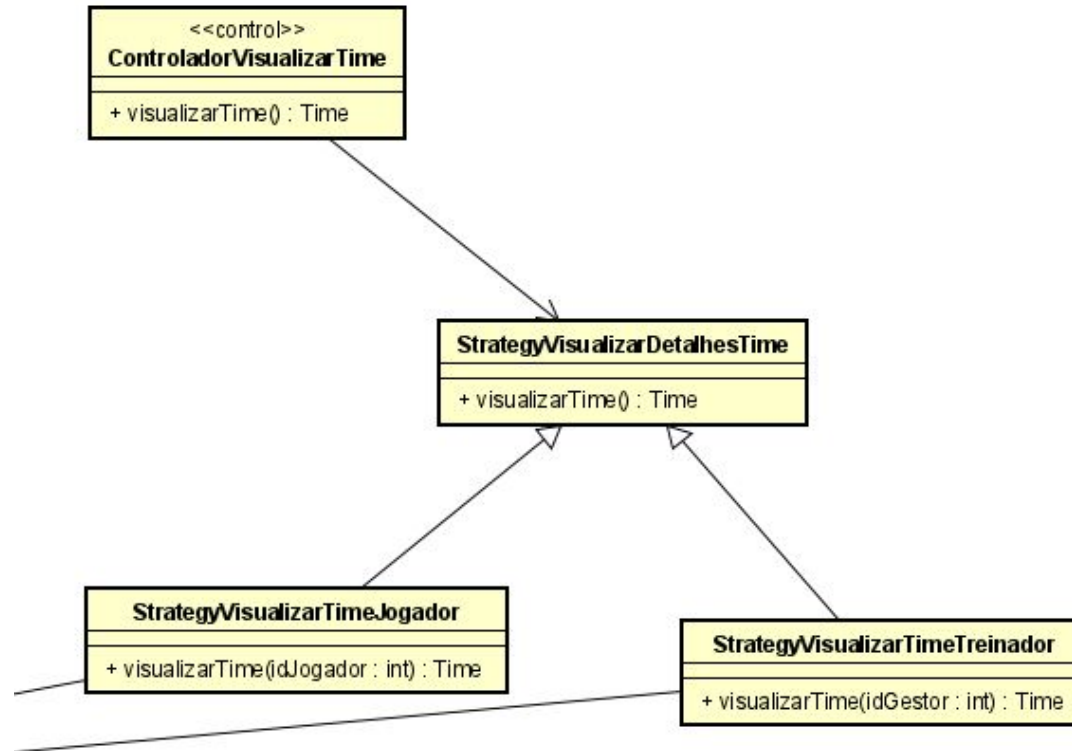 <<control>>
ControladorVisualizarTime
+ visualizarTime() : Time
StrategyVisualizarDetalhesTime
+ visualizarTime() : Time
StrategyVisualizarTimeJogador
+ visualizarTime(idJogador : int) : Time
StrategyVisualizarTimeTreinador
+ visualizarTime(idGestor : int) : Time